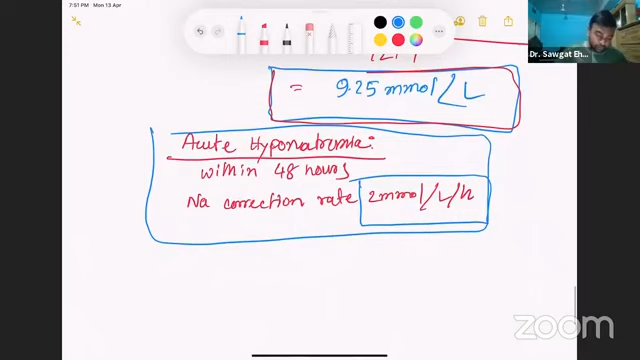 7:51 PM Mon 13 Apr
Dr. Sawgat Eh...
= 9.25 mmol/L
Acute Hyponatremia:
within 48 hours
Na correction rate 2mmol/L/h
zoom